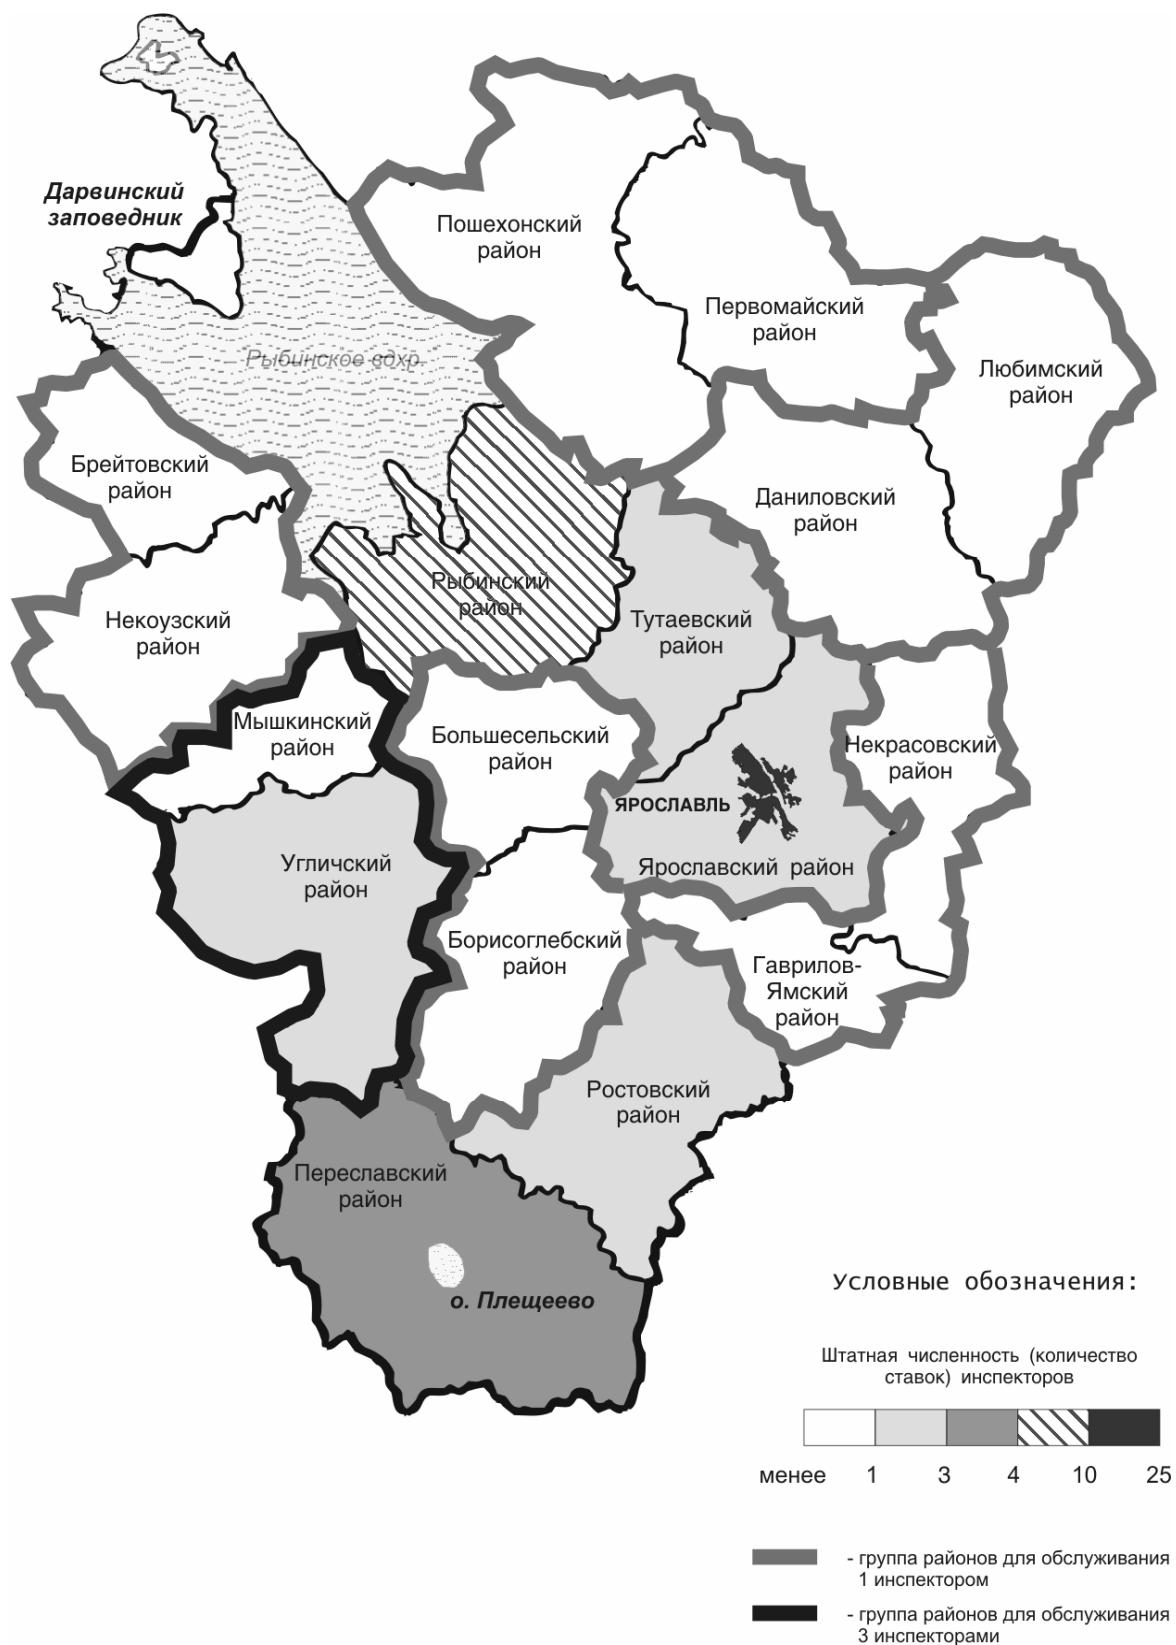 Дарвинский
заповедник
Пошехонский
район
Первомайский
район
Рыбинское вдхр.
Любимский
район
Брейтовский
район
Даниловский
район
Рыбинский
район
Некоузский
район
Тутаевский
район
Мышкинский
район
Большесельский
район
Некрасовский
район
ЯРОСЛАВЛЬ
Угличский
район
Ярославский район
Борисоглебский
район
Гаврилов-
Ямский
район
Ростовский
район
Переславский
район
о. Плещеево
Условные обозначения:
Штатная численность (количество
ставок) инспекторов
менее 1 3 4 10 25
- группа районов для обслуживания
1 инспектором
- группа районов для обслуживания
3 инспекторами